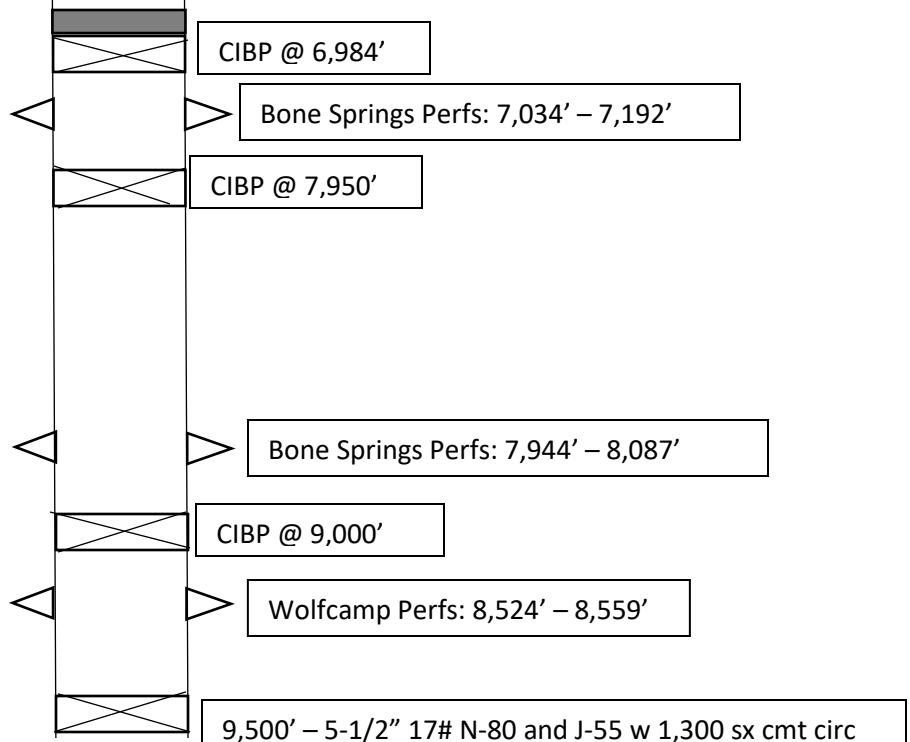 CIBP @ 6,984’
Bone Springs Perfs: 7,034’ – 7,192’
CIBP @ 7,950’
Bone Springs Perfs: 7,944’ – 8,087’
CIBP @ 9,000’
Wolfcamp Perfs: 8,524’ – 8,559’
9,500’ – 5-1/2” 17# N-80 and J-55 w 1,300 sx cmt circ